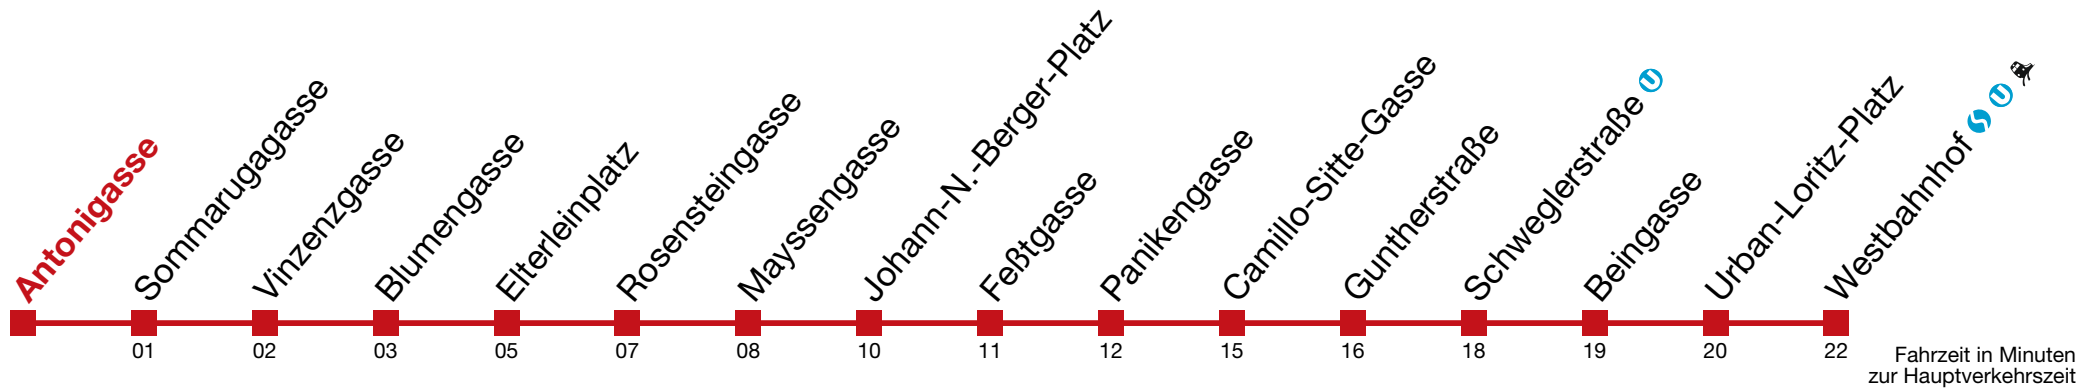 Antonigasse
Sommarugagasse
Vinzenzgasse
Blumengasse
Elterleinplatz
Rosensteingasse
Mayssengasse
Johann-N.-Berger-Platz
Feßtgasse
Panikengasse
Camillo-Sitte-Gasse
Guntherstraße
Schweglerstraße U
Beingasse
Urban-Loritz-Platz
Westbahnhof S U
01 02 03 05 07 08 10 11 12 15 16 18 19 20 22
Fahrzeit in Minuten
zur Hauptverkehrszeit